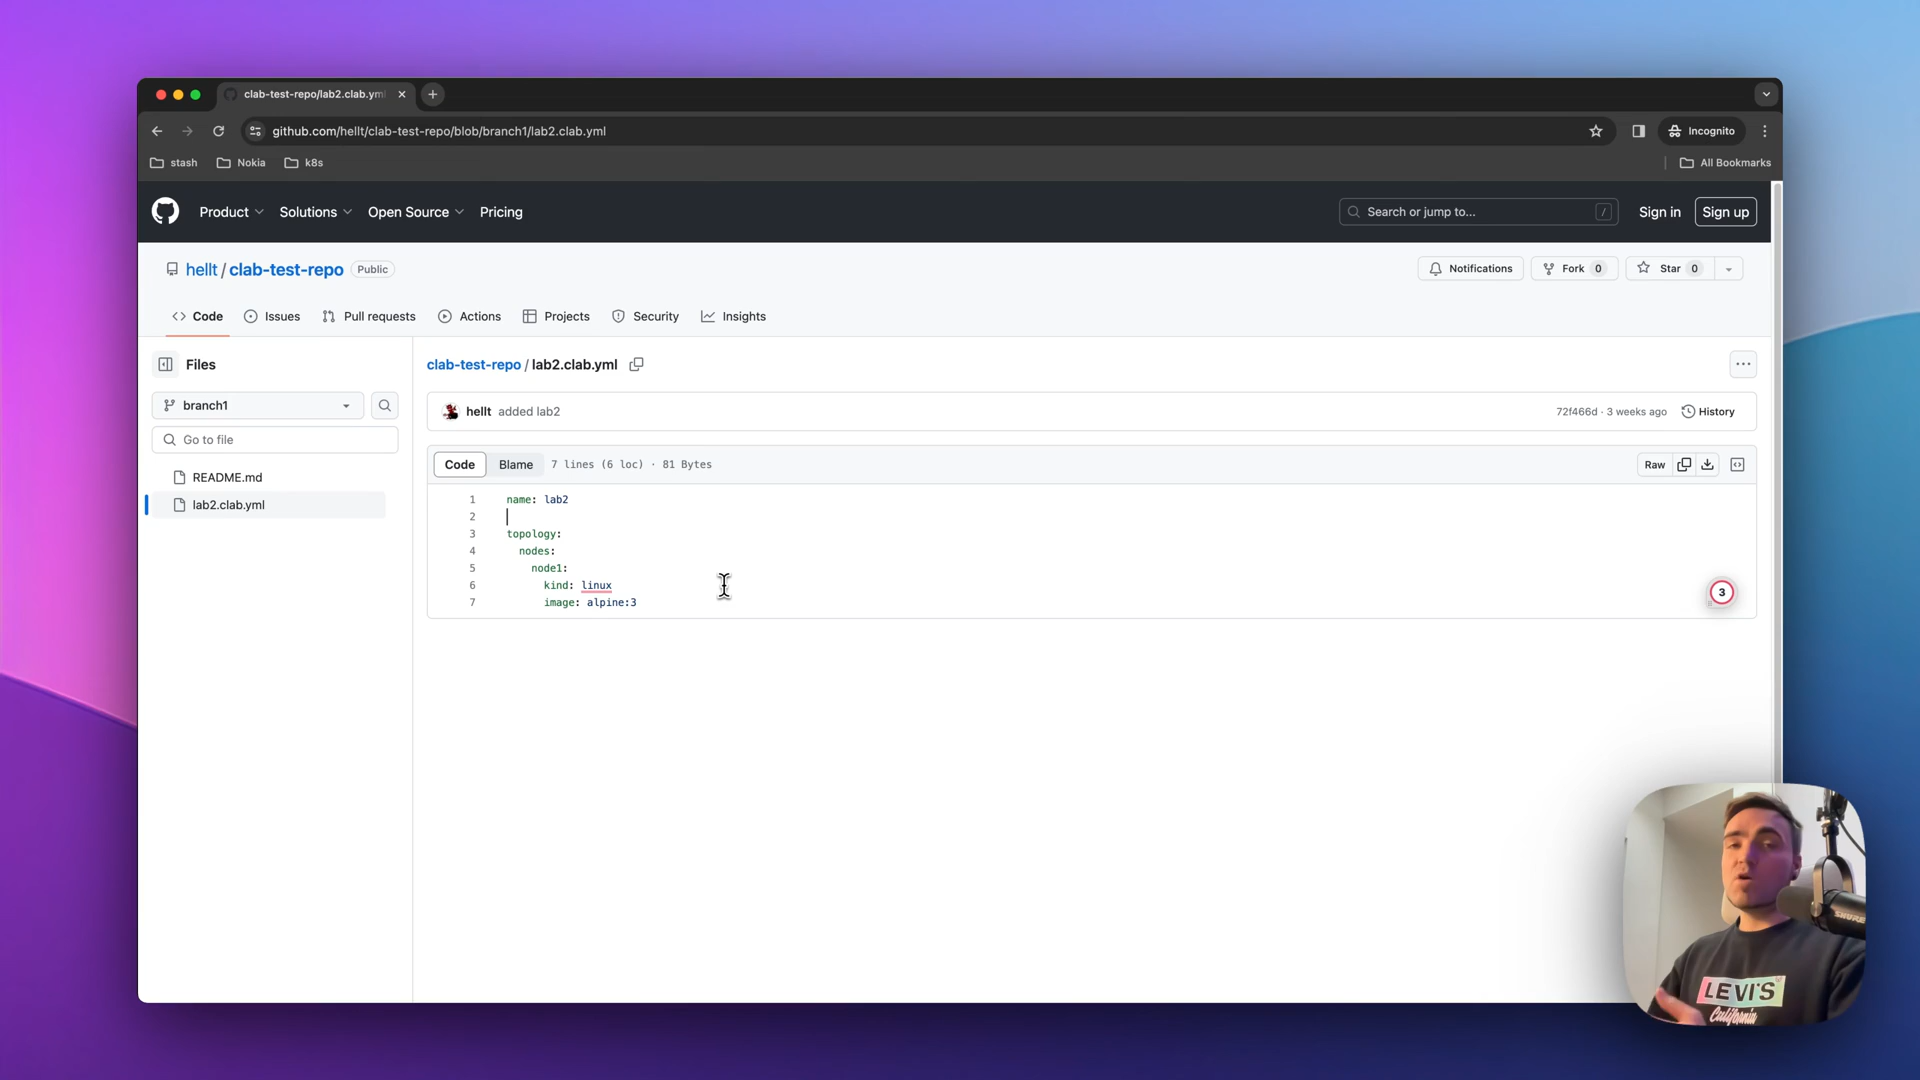 clab-test-repo/lab2.clab.ym
github.com/hellt/clab-test-repo/blob/branch1/lab2.clab.yml
Incognito
stash
Nokia
k8s
All Bookmarks
Product
Solutions
Open Source
Pricing
Search or jump to...
/
Sign in
Sign up
hellt / clab-test-repo
Public
Notifications
Fork 0
Star 0
Code
Issues
Pull requests
Actions
Projects
Security
Insights
Files
clab-test-repo / lab2.clab.yml
branch1
hellt added lab2
72f466d · 3 weeks ago
History
Go to file
Code
Blame
7 lines (6 loc) · 81 Bytes
Raw
README.md
lab2.clab.yml
1 name: lab2
2
3 topology:
4 nodes:
5 node1:
6 kind: linux
7 image: alpine:3
3
SHURE
LEVI'S
California